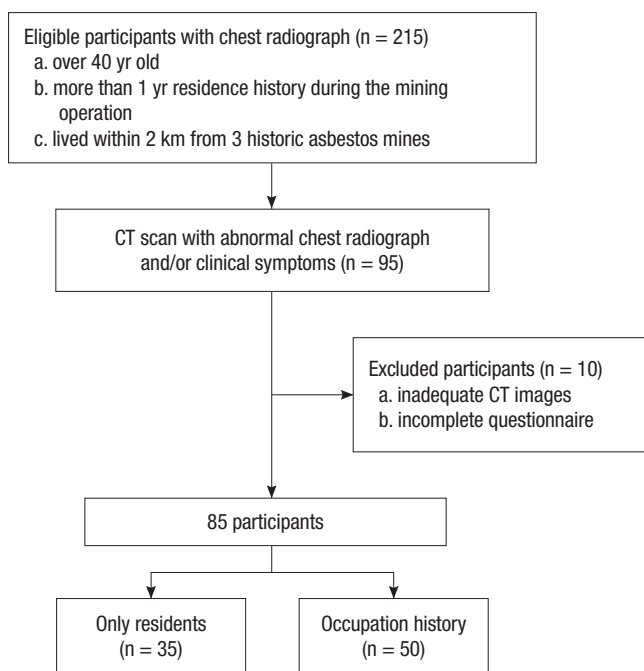 Eligible participants with chest radiograph (n = 215)
a. over 40 yr old
b. more than 1 yr residence history during the mining
operation
c. lived within 2 km from 3 historic asbestos mines
CT scan with abnormal chest radiograph
and/or clinical symptoms (n = 95)
Excluded participants (n = 10)
a. inadequate CT images
b. incomplete questionnaire
85 participants
Only residents
(n = 35)
Occupation history
(n = 50)